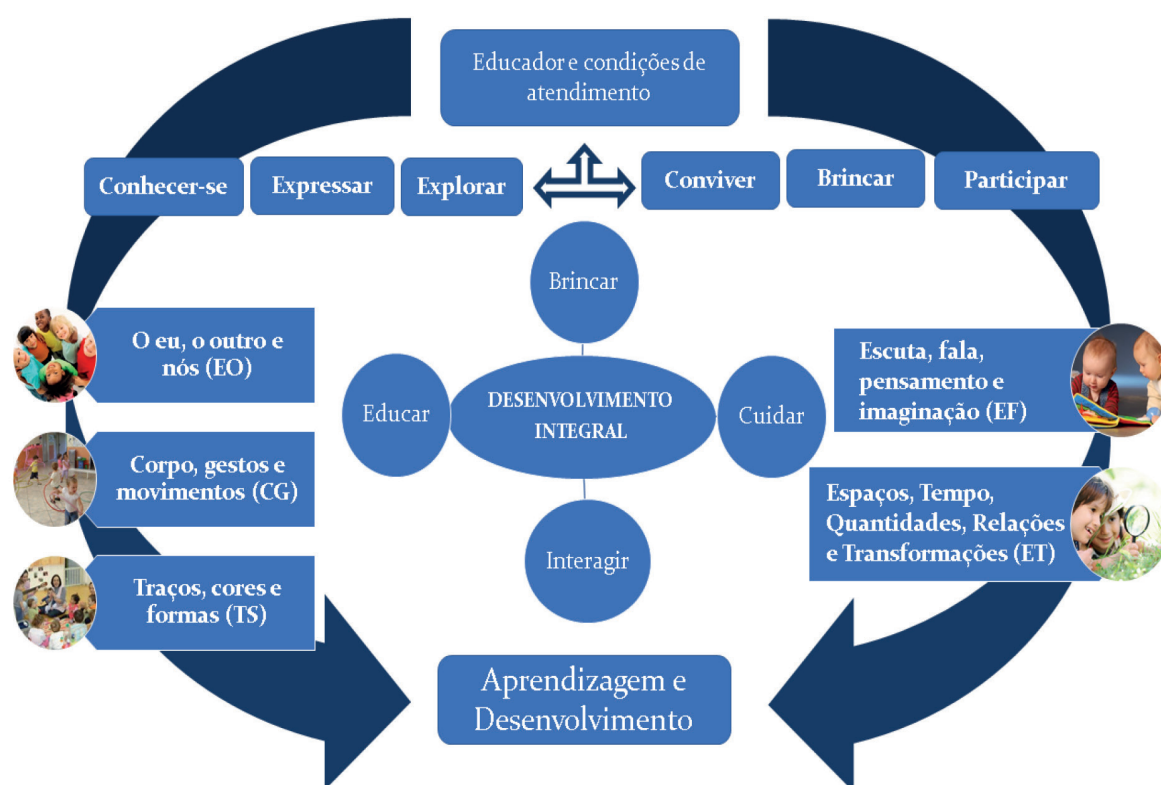 Educador e condições de
atendimento
Conhecer-se
Expressar
Explorar
Conviver
Brincar
Participar
Brincar
Educar
DESENVOLVIMENTO
INTEGRAL
Cuidar
Interagir
O eu, o outro e
nós (EO)
Corpo, gestos e
movimentos (CG)
Traços, cores e
formas (TS)
Escuta, fala,
pensamento e
imaginação (EF)
Espaços, Tempo,
Quantidades, Relações
e Transformações (ET)
Aprendizagem e
Desenvolvimento